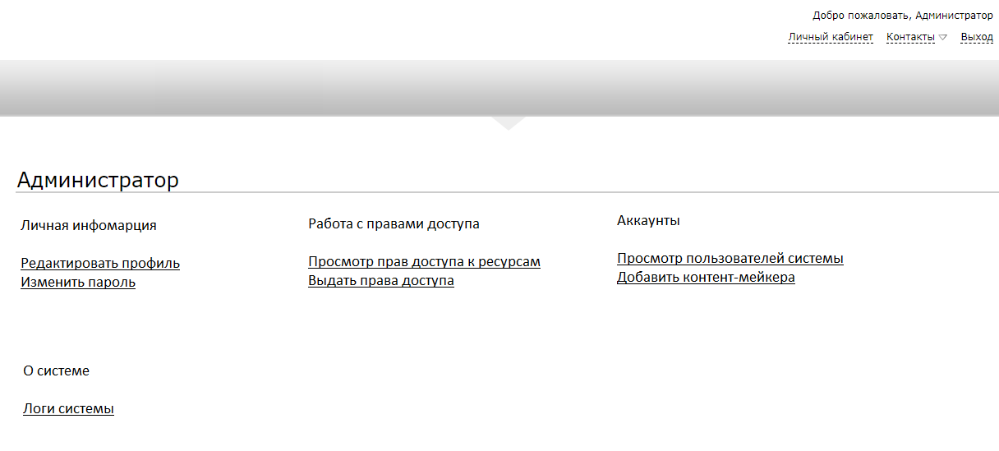 Добро пожаловать, Администратор
Личный кабинет Контакты Выход
Администратор
Личная инфомарция
Редактировать профиль
Изменить пароль
Работа с правами доступа
Просмотр прав доступа к ресурсам
Выдать права доступа
Аккаунты
Просмотр пользователей системы
Добавить контент-мейкера
О системе
Логи системы